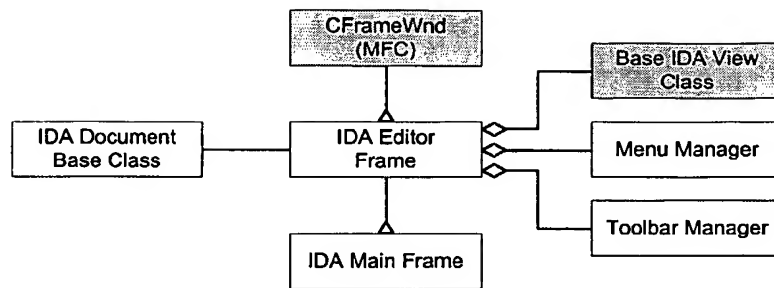 CFrameWnd
(MFC)
Base IDA View
Class
IDA Document
Base Class
IDA Editor
Frame
Menu Manager
Toolbar Manager
IDA Main Frame